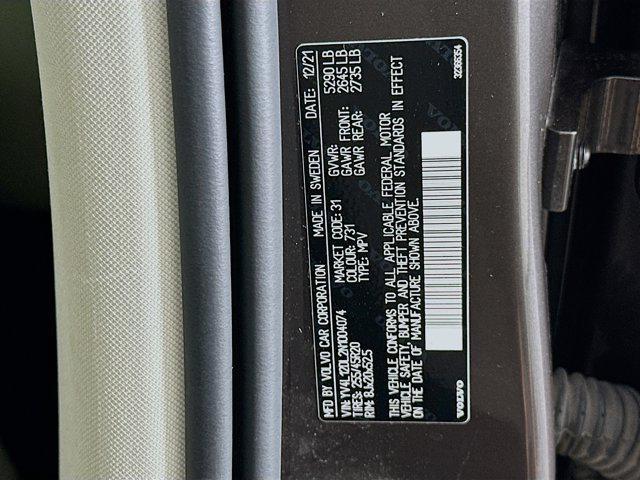 MFD BY VOLVO CAR CORPORATION MADE IN SWEDEN DATE: 12/21
VIN: YV4L120L2N1004074 MARKET CODE: 31 GVWR: 5290 LB
TIRES: 255/45R20 COLOUR: 731 GAWR FRONT: 2645 LB
RIM: 8.5Jx20x52.5 TYPE: MPV GAWR REAR: 2735 LB
THIS VEHICLE CONFORMS TO ALL APPLICABLE FEDERAL MOTOR
VEHICLE SAFETY, BUMPER AND THEFT PREVENTION STANDARDS IN EFFECT
ON THE DATE OF MANUFACTURE SHOWN ABOVE.
VOLVO VOLVO 32365354